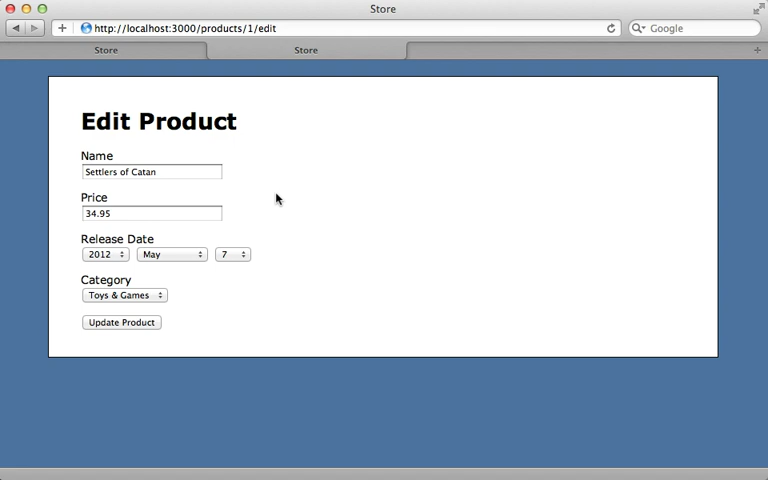 Store
http://localhost:3000/products/1/edit
Google
Store
Store
Edit Product
Name
Settlers of Catan
Price
34.95
Release Date
2012 May 7
Category
Toys & Games
Update Product